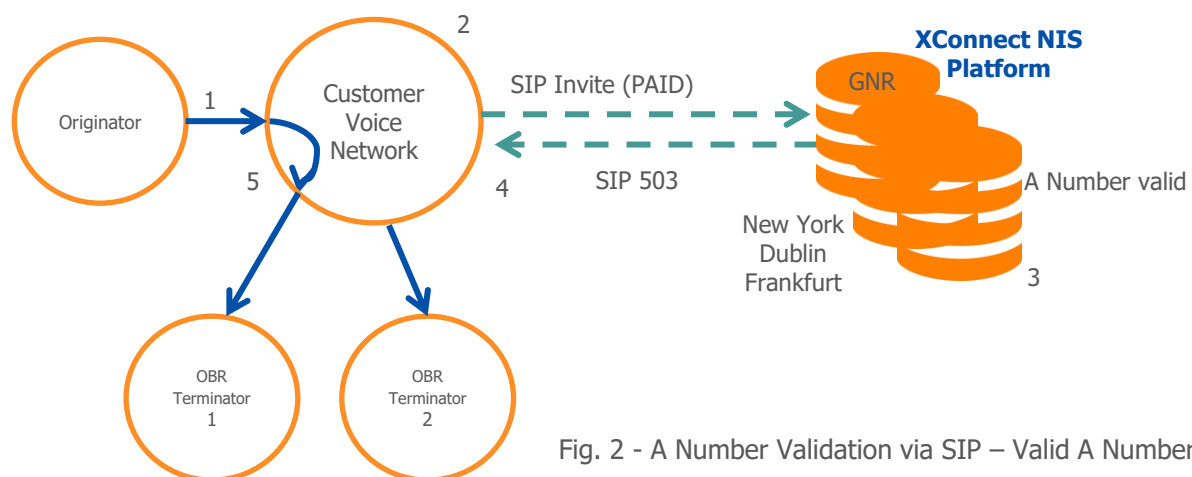 2
XConnect NIS
Platform
GNR
SIP Invite (PAID)
1
Originator
Customer
Voice
Network
5
4
SIP 503
A Number valid
New York
Dublin
Frankfurt
3
OBR
Terminator
1
OBR
Terminator
2
Fig. 2 - A Number Validation via SIP – Valid A Number